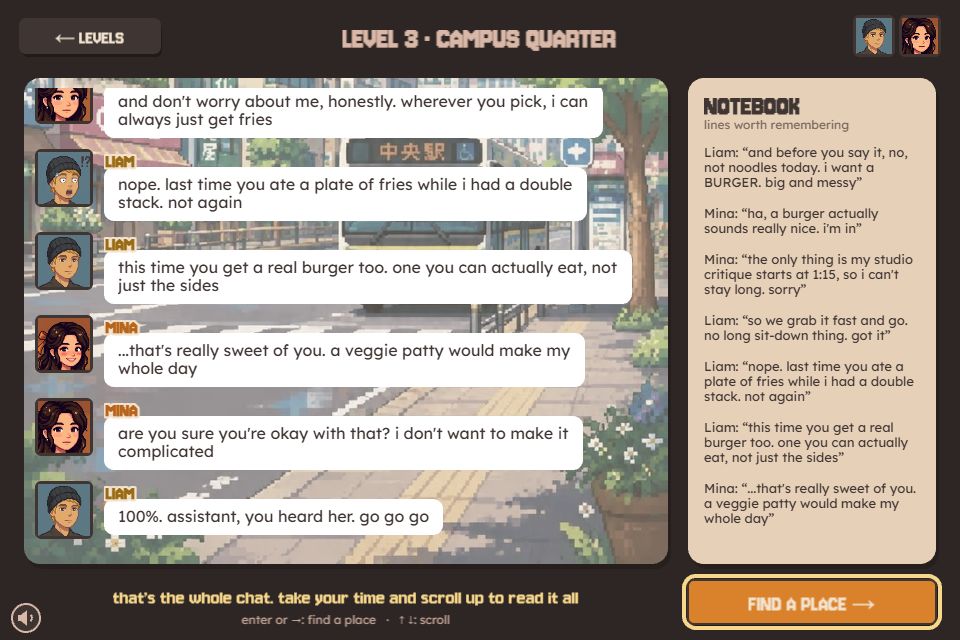 ← LEVELS
LEVEL 3 · CAMPUS QUARTER
and don't worry about me, honestly. wherever you pick, i can
always just get fries
中央駅
LIAM
!?
nope. last time you ate a plate of fries while i had a double
stack. not again
LIAM
this time you get a real burger too. one you can actually eat, not
just the sides
MINA
...that's really sweet of you. a veggie patty would make my
whole day
MINA
are you sure you're okay with that? i don't want to make it
complicated
LIAM
100%. assistant, you heard her. go go go
NOTEBOOK
lines worth remembering
Liam: “and before you say it, no,
not noodles today. i want a
BURGER. big and messy”
Mina: “ha, a burger actually
sounds really nice. i'm in”
Mina: “the only thing is my studio
critique starts at 1:15, so i can't
stay long. sorry”
Liam: “so we grab it fast and go.
no long sit-down thing. got it”
Liam: “nope. last time you ate a
plate of fries while i had a double
stack. not again”
Liam: “this time you get a real
burger too. one you can actually
eat, not just the sides”
Mina: “...that's really sweet of you.
a veggie patty would make my
whole day”
that's the whole chat. take your time and scroll up to read it all
enter or →: find a place · ↑↓: scroll
FIND A PLACE →